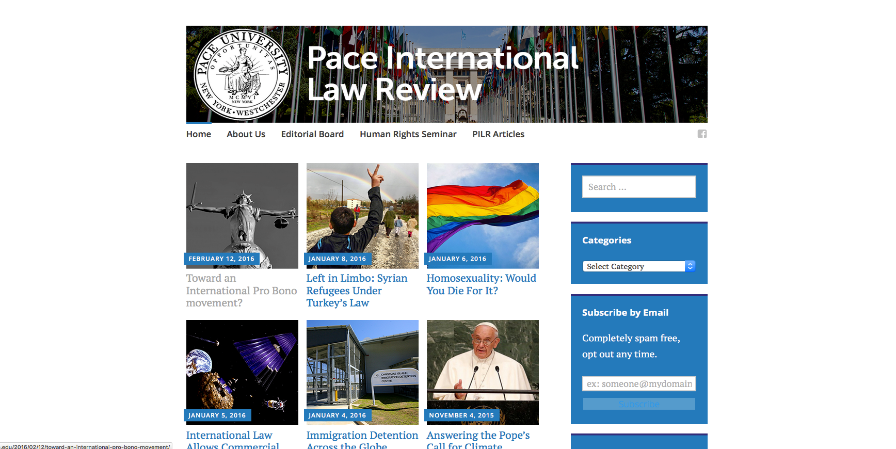 PACE UNIVERSITY
OPPORTUNITAS
NEW YORK
NEW YORK • WESTCHESTER
Pace International
Law Review
Home About Us Editorial Board Human Rights Seminar PILR Articles
Search ...
FEBRUARY 12, 2016
Toward an
International Pro Bono
movement?
JANUARY 8, 2016
Left in Limbo: Syrian
Refugees Under
Turkey's Law
JANUARY 6, 2016
Homosexuality: Would
You Die For It?
Categories
Select Category
Subscribe by Email
Completely spam free,
opt out any time.
ex: someone@mydomain
Subscribe
JANUARY 5, 2016
International Law
Allows Commercial
JANUARY 4, 2016
Immigration Detention
Across the Globe
NOVEMBER 4, 2015
Answering the Pope's
Call for Climate
.edu/2016/02/12/toward-an-international-pro-bono-movement/